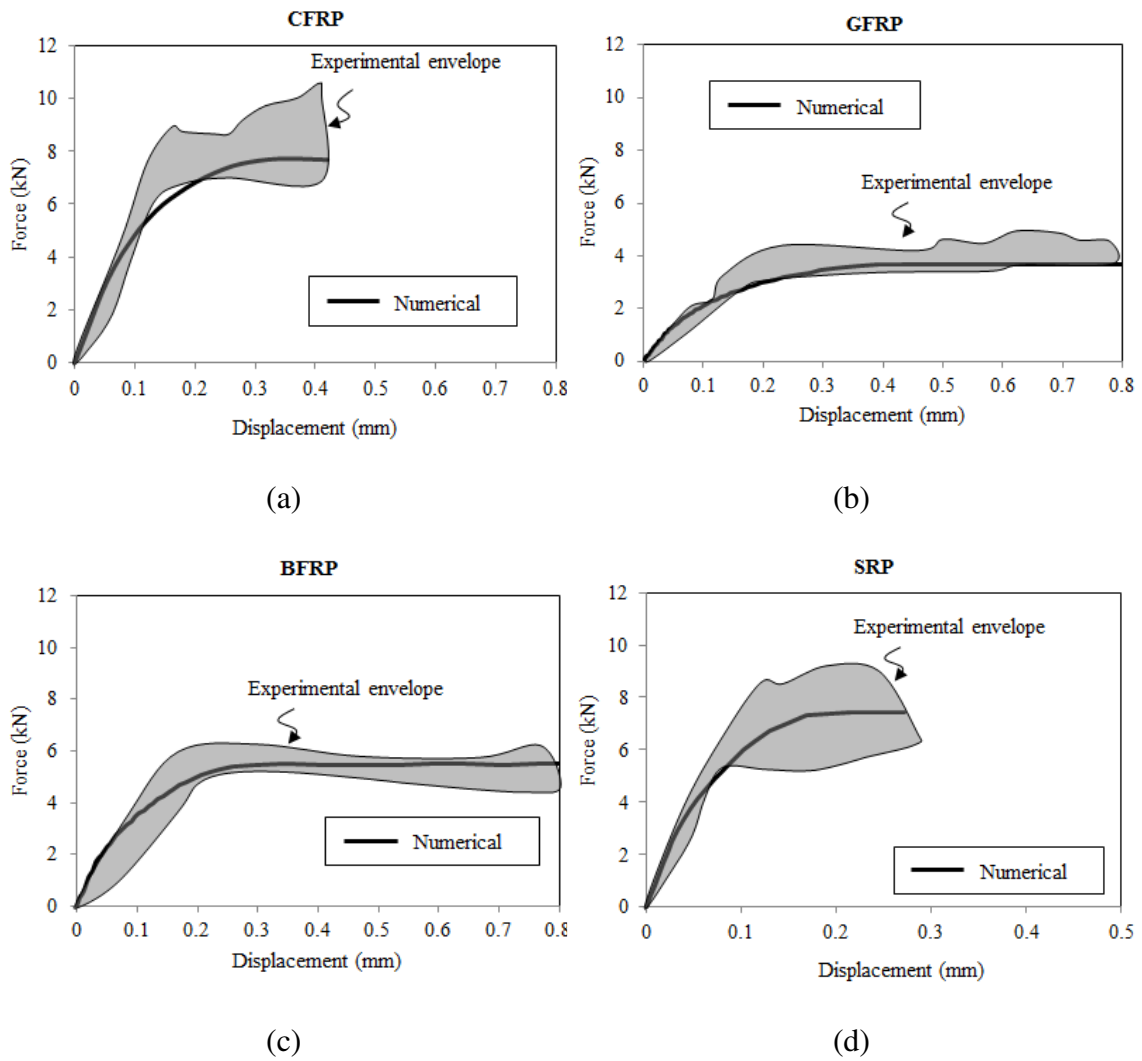 CFRP
12
10
8
6
4
2
0
Force (kN)
Experimental envelope
Numerical
0 0.1 0.2 0.3 0.4 0.5 0.6 0.7 0.8
Displacement (mm)
(a)
GFRP
12
10
8
6
4
2
0
Force (kN)
Numerical
Experimental envelope
0 0.1 0.2 0.3 0.4 0.5 0.6 0.7 0.8
Displacement (mm)
(b)
BFRP
12
10
8
6
4
2
0
Force (kN)
Experimental envelope
Numerical
0 0.1 0.2 0.3 0.4 0.5 0.6 0.7 0.8
Displacement (mm)
(c)
SRP
12
10
8
6
4
2
0
Force (kN)
Experimental envelope
Numerical
0 0.1 0.2 0.3 0.4 0.5
Displacement (mm)
(d)